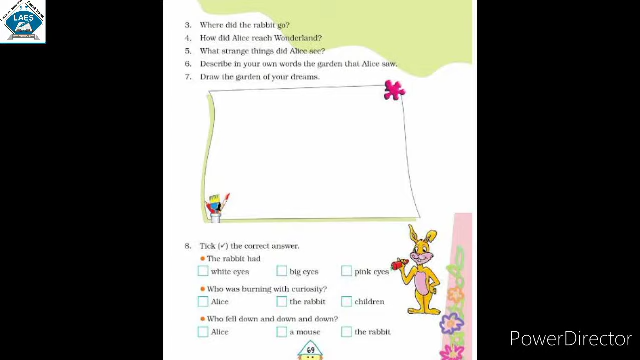 LAES
3. Where did the rabbit go?
4. How did Alice reach Wonderland?
5. What strange things did Alice see?
6. Describe in your own words the garden that Alice saw.
7. Draw the garden of your dreams.
8. Tick (✓) the correct answer.
• The rabbit had
white eyes big eyes pink eyes
• Who was burning with curiosity?
Alice the rabbit children
• Who fell down and down and down?
Alice a mouse the rabbit
69
PowerDirector